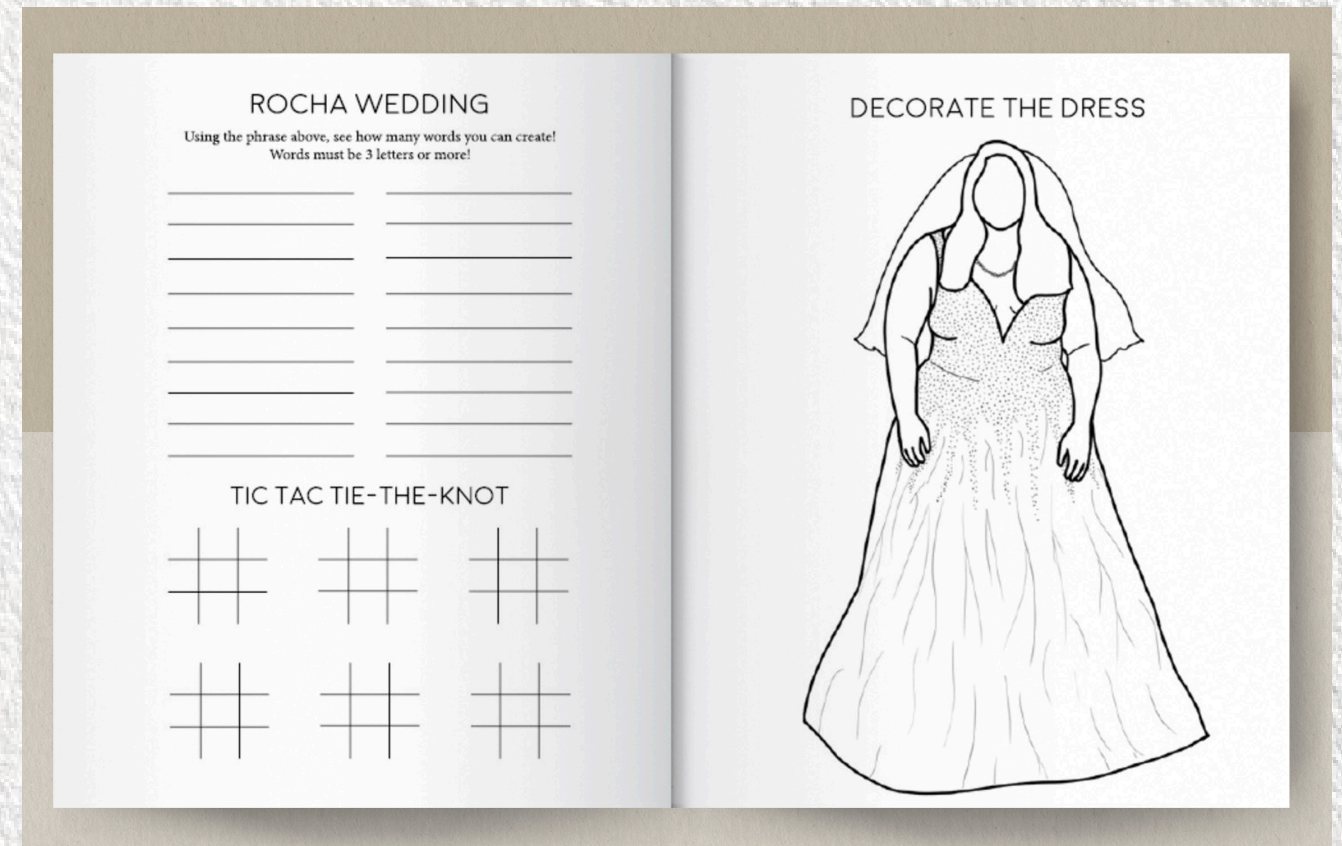 ROCHA WEDDING
Using the phrase above, see how many words you can create!
Words must be 3 letters or more!
TIC TAC TIE-THE-KNOT
DECORATE THE DRESS